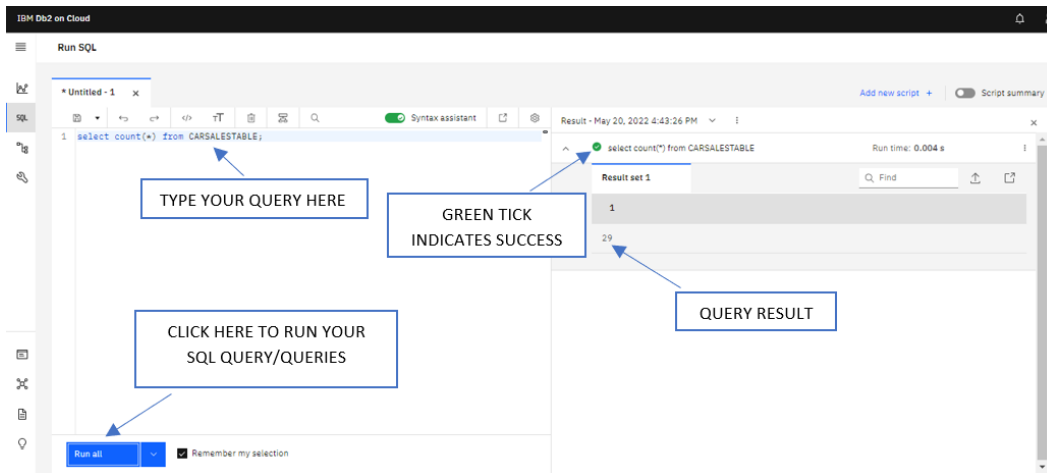 IBM Db2 on Cloud
Run SQL
* Untitled - 1 x
Add new script +
Script summary
SQL
Syntax assistant
Result - May 20, 2022 4:43:26 PM
1 select count(*) from CARSALESTABLE;
select count(*) from CARSALESTABLE
Run time: 0.004 s
Result set 1
Find
1
29
TYPE YOUR QUERY HERE
GREEN TICK
INDICATES SUCCESS
QUERY RESULT
CLICK HERE TO RUN YOUR
SQL QUERY/QUERIES
Run all
Remember my selection